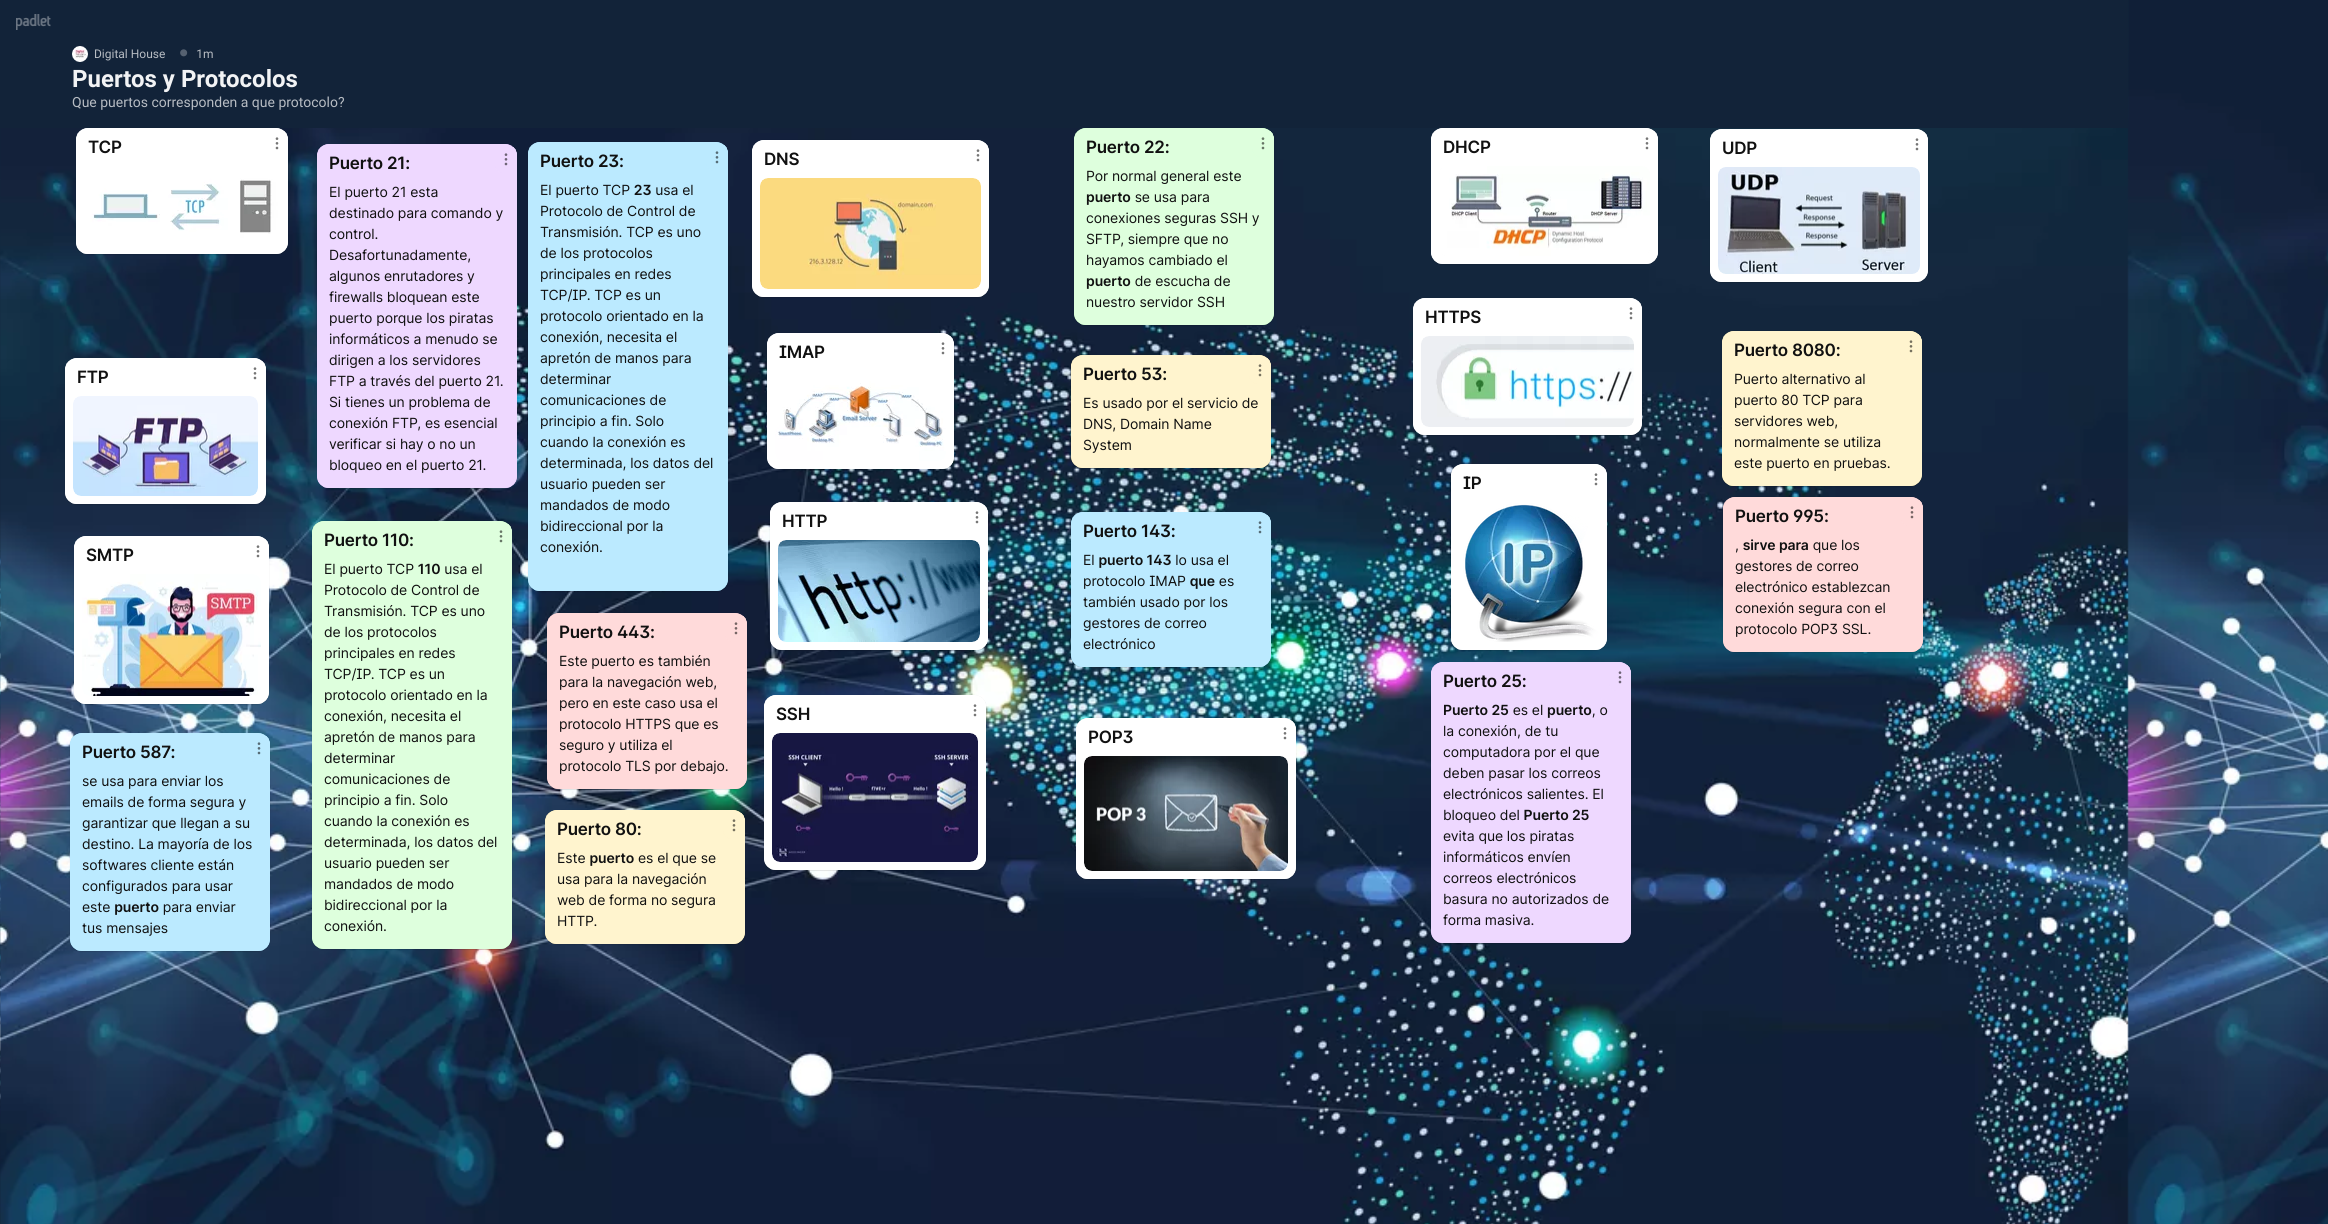 padlet
Digital House • 1m
Puertos y Protocolos
Que puertos corresponden a que protocolo?
TCP
TCP
FTP
FTP
SMTP
SMTP
Puerto 587:
se usa para enviar los
emails de forma segura y
garantizar que llegan a su
destino. La mayoría de los
softwares cliente están
configurados para usar
este puerto para enviar
tus mensajes
Puerto 21:
El puerto 21 esta
destinado para comando y
control.
Desafortunadamente,
algunos enrutadores y
firewalls bloquean este
puerto porque los piratas
informáticos a menudo se
dirigen a los servidores
FTP a través del puerto 21.
Si tienes un problema de
conexión FTP, es esencial
verificar si hay o no un
bloqueo en el puerto 21.
Puerto 110:
El puerto TCP 110 usa el
Protocolo de Control de
Transmisión. TCP es uno
de los protocolos
principales en redes
TCP/IP. TCP es un
protocolo orientado en la
conexión, necesita el
apretón de manos para
determinar
comunicaciones de
principio a fin. Solo
cuando la conexión es
determinada, los datos del
usuario pueden ser
mandados de modo
bidireccional por la
conexión.
Puerto 23:
El puerto TCP 23 usa el
Protocolo de Control de
Transmisión. TCP es uno
de los protocolos
principales en redes
TCP/IP. TCP es un
protocolo orientado en la
conexión, necesita el
apretón de manos para
determinar
comunicaciones de
principio a fin. Solo
cuando la conexión es
determinada, los datos del
usuario pueden ser
mandados de modo
bidireccional por la
conexión.
Puerto 443:
Este puerto es también
para la navegación web,
pero en este caso usa el
protocolo HTTPS que es
seguro y utiliza el
protocolo TLS por debajo.
Puerto 80:
Este puerto es el que se
usa para la navegación
web de forma no segura
HTTP.
DNS
domain.com
216.3.128.12
IMAP
IMAP IMAP IMAP IMAP
Email Server
SmartPhone Desktop PC Tablet Desktop PC
HTTP
http://www
SSH
SSH CLIENT SSH SERVER
Hello ! Hello !
Puerto 22:
Por normal general este
puerto se usa para
conexiones seguras SSH y
SFTP, siempre que no
hayamos cambiado el
puerto de escucha de
nuestro servidor SSH
Puerto 53:
Es usado por el servicio de
DNS, Domain Name
System
Puerto 143:
El puerto 143 lo usa el
protocolo IMAP que es
también usado por los
gestores de correo
electrónico
POP3
POP 3
DHCP
DHCP Client Router DHCP Server
DHCP Dynamic Host
Configuration Protocol
HTTPS
https://
IP
IP
Puerto 25:
Puerto 25 es el puerto, o
la conexión, de tu
computadora por el que
deben pasar los correos
electrónicos salientes. El
bloqueo del Puerto 25
evita que los piratas
informáticos envíen
correos electrónicos
basura no autorizados de
forma masiva.
UDP
UDP
Request
Response
Response
Client Server
Puerto 8080:
Puerto alternativo al
puerto 80 TCP para
servidores web,
normalmente se utiliza
este puerto en pruebas.
Puerto 995:
, sirve para que los
gestores de correo
electrónico establezcan
conexión segura con el
protocolo POP3 SSL.